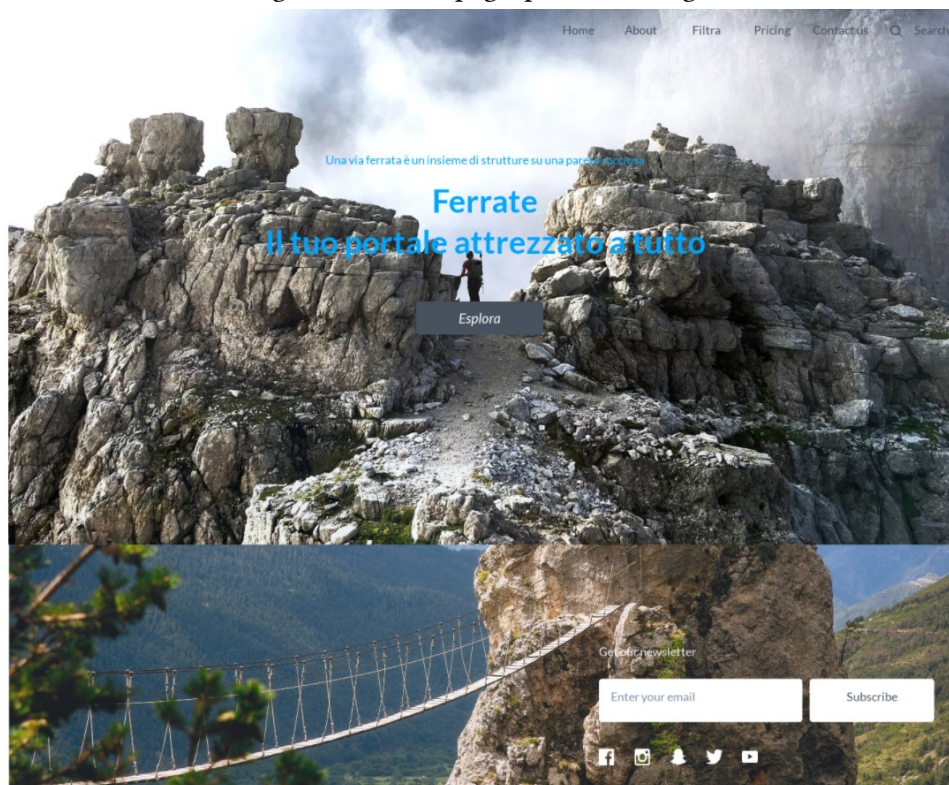 Home About Filtra Pricing Contact us Search
Una via ferrata è un insieme di strutture su una parete rocciosa
Ferrate
Il tuo portale attrezzato a tutto
Esplora
Get our newsletter
Enter your email Subscribe